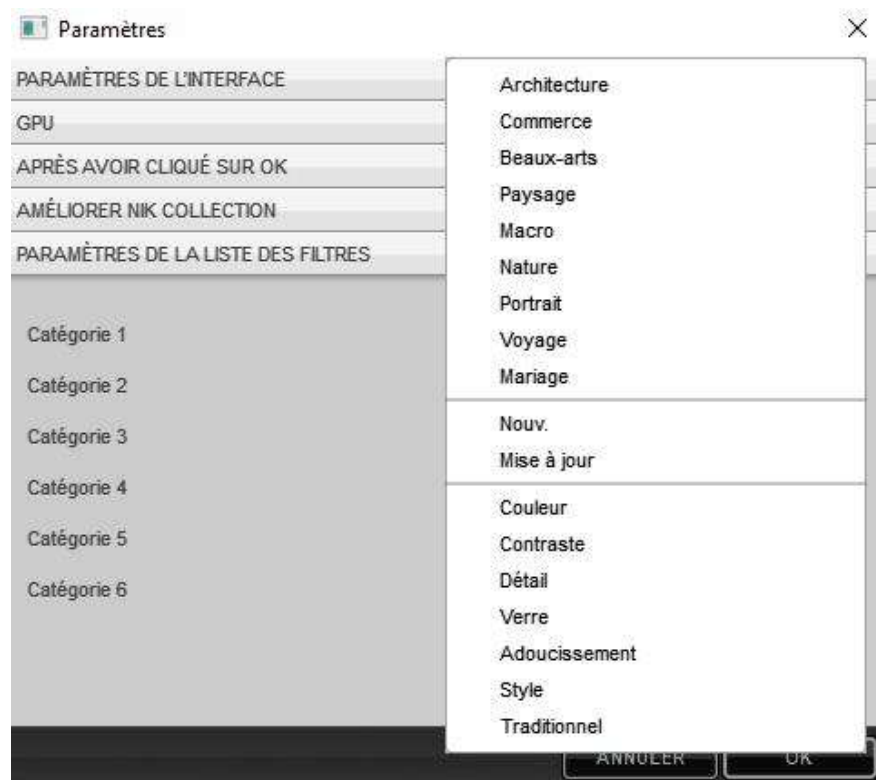 Paramètres
PARAMÈTRES DE L'INTERFACE
GPU
APRÈS AVOIR CLIQUÉ SUR OK
AMÉLIORER NIK COLLECTION
PARAMÈTRES DE LA LISTE DES FILTRES
Catégorie 1
Catégorie 2
Catégorie 3
Catégorie 4
Catégorie 5
Catégorie 6
Architecture
Commerce
Beaux-arts
Paysage
Macro
Nature
Portrait
Voyage
Mariage
Nouv.
Mise à jour
Couleur
Contraste
Détail
Verre
Adoucissement
Style
Traditionnel
ANNULER
OK